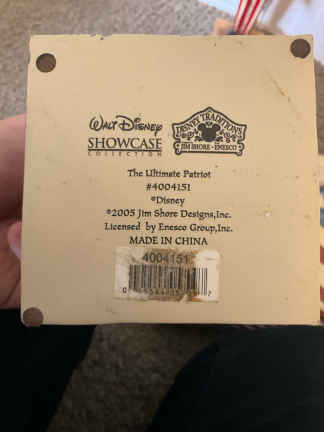 Walt Disney
SHOWCASE
COLLECTION
DISNEY TRADITIONS
JIM SHORE • ENESCO
The Ultimate Patriot
#4004151
©Disney
©2005 Jim Shore Designs,Inc.
Licensed by Enesco Group,Inc.
MADE IN CHINA
4004151